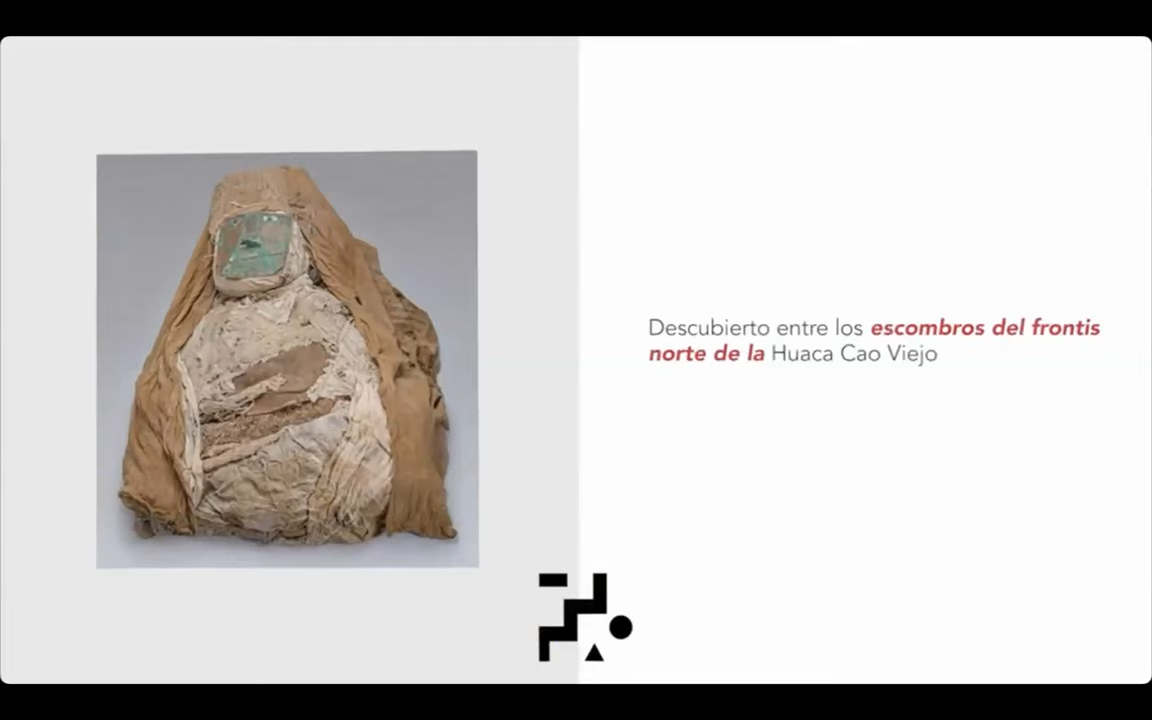 Descubierto entre los escombros del frontis
norte de la Huaca Cao Viejo